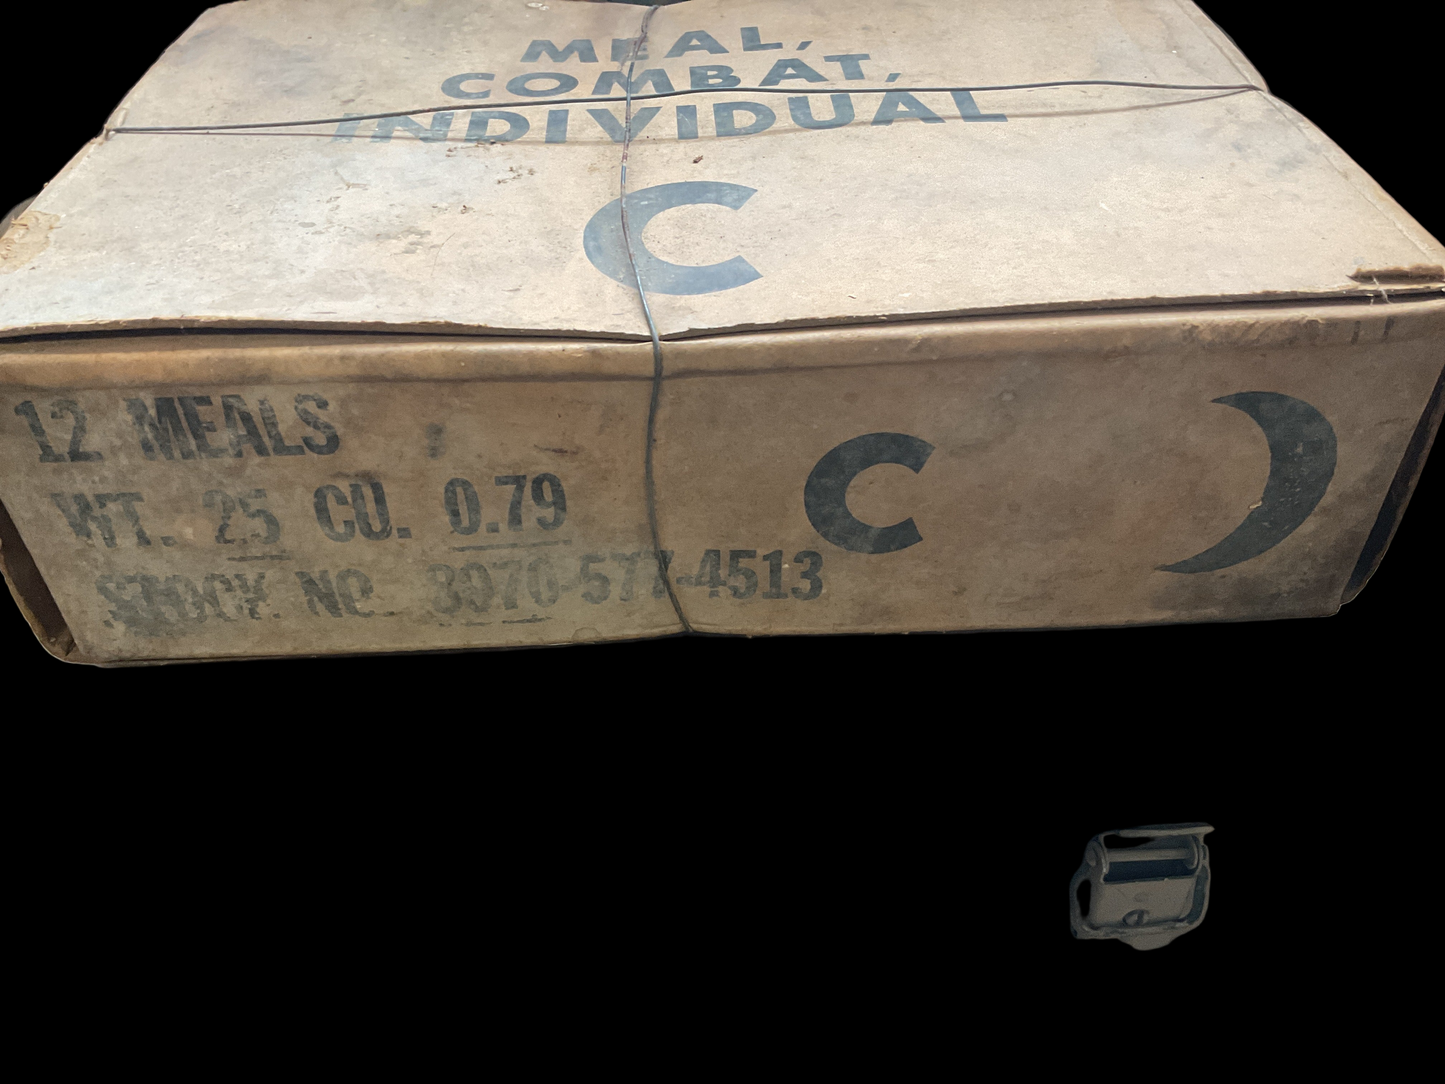 MEAL,
COMBAT,
INDIVIDUAL
C
12 MEALS
WT. 25 CU. 0.79
STOCK NO. 8970-577-4513
C